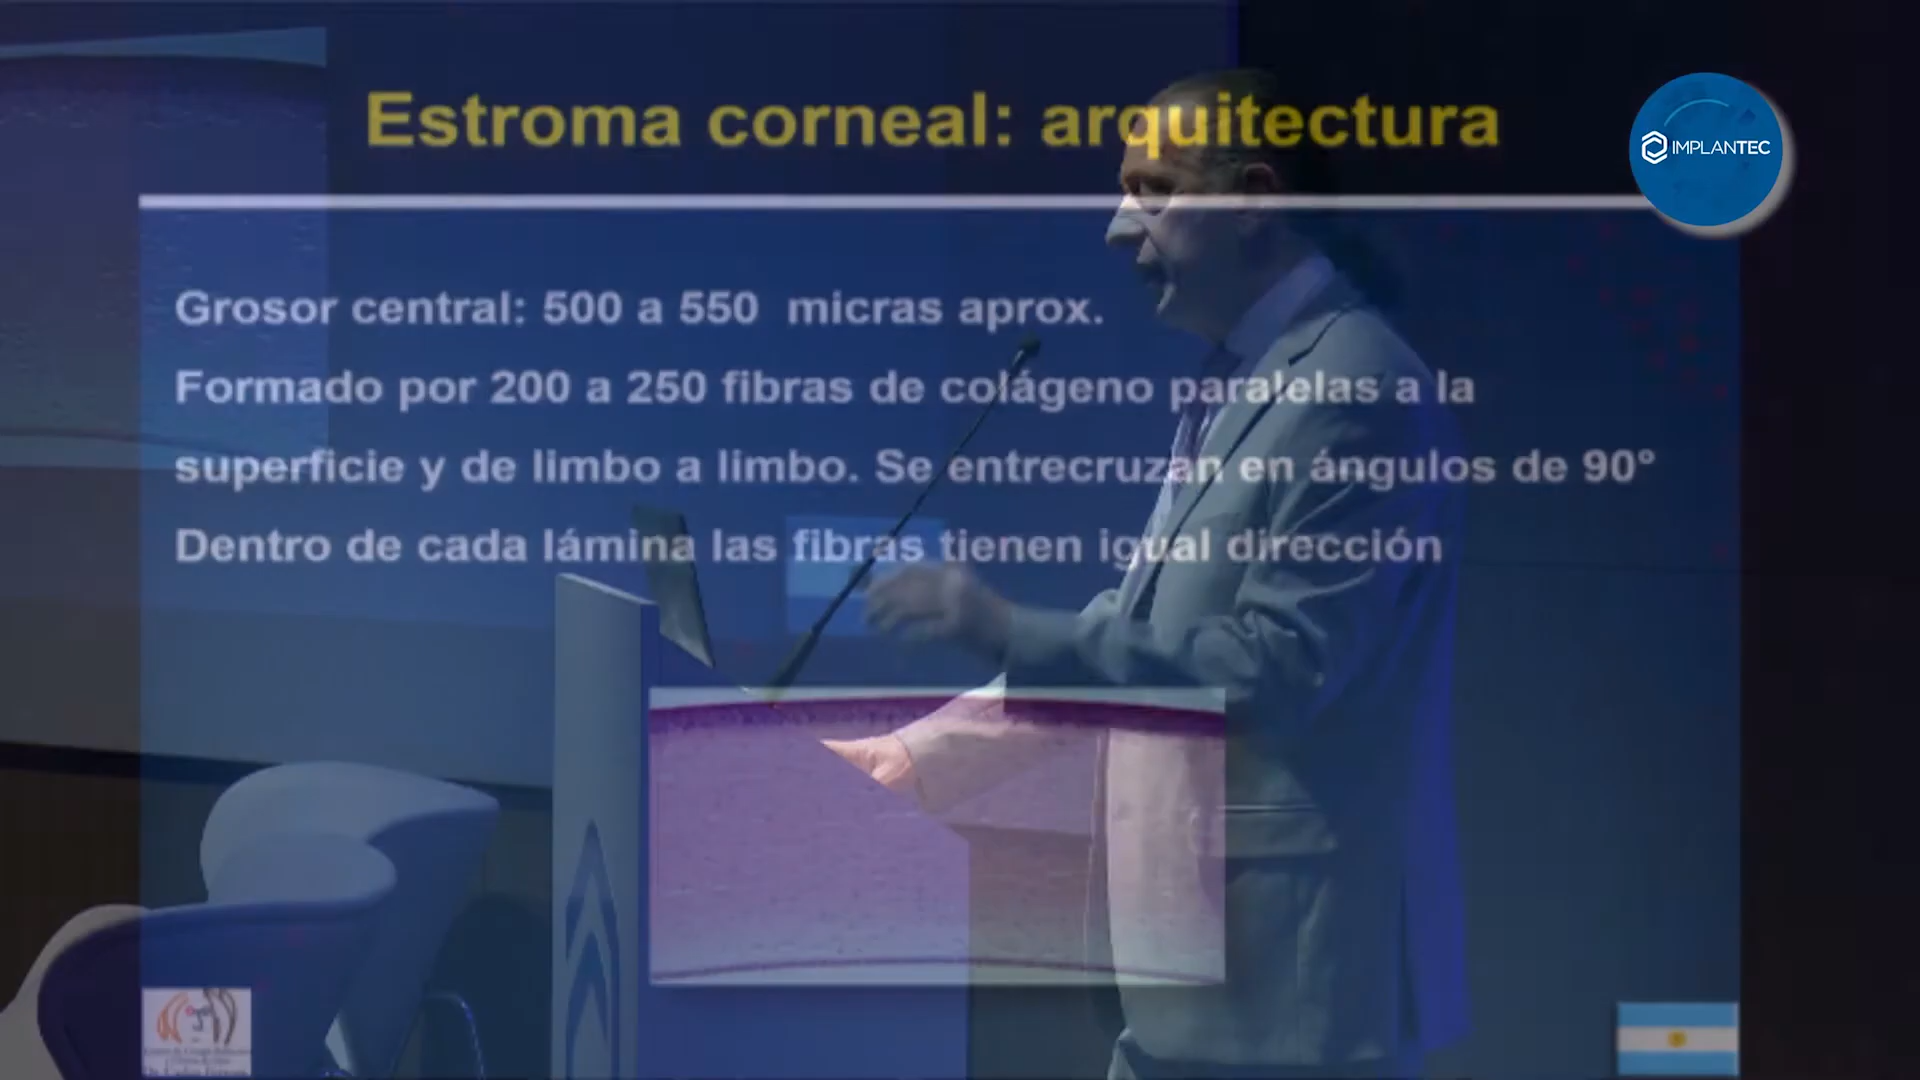 Estroma corneal: arquitectura
IMPLANTEC
Grosor central: 500 a 550 micras aprox.
Formado por 200 a 250 fibras de colágeno paralelas a la
superficie y de limbo a limbo. Se entrecruzan en ángulos de 90°
Dentro de cada lámina las fibras tienen igual dirección